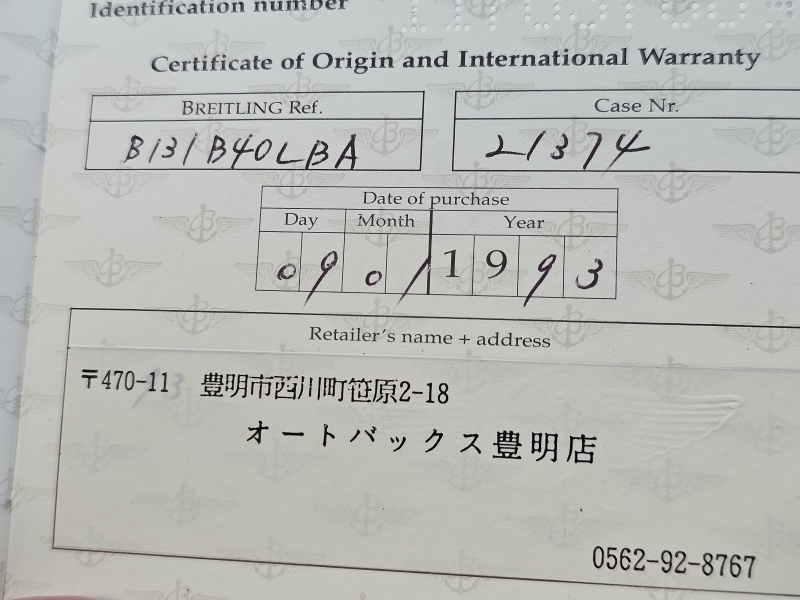 Identification number
Certificate of Origin and International Warranty
BREITLING Ref.
Case Nr.
B131B40LBA
21374
Date of purchase
Day
Month
Year
09 01 1993
Retailer's name + address
〒470-11 豊明市西川町笹原2-18
オートバックス豊明店
0562-92-8767